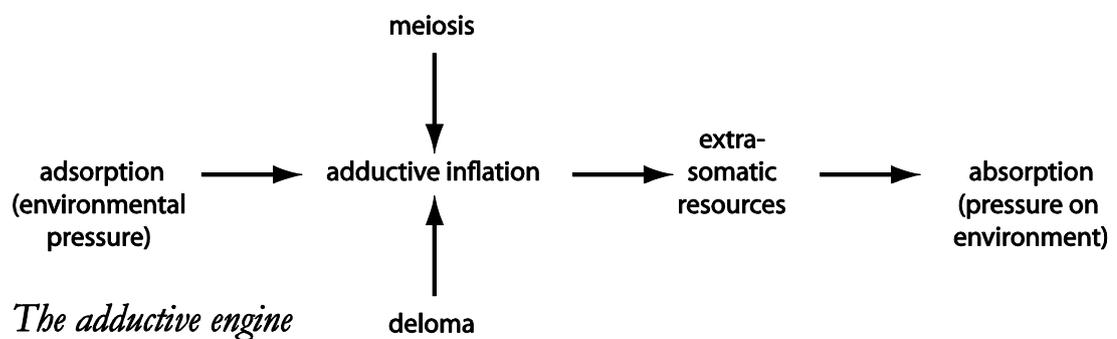 meiosis
adsorption
(environmental
pressure)
adductive inflation
extra-
somatic
resources
absorption
(pressure on
environment)
The adductive engine
deloma